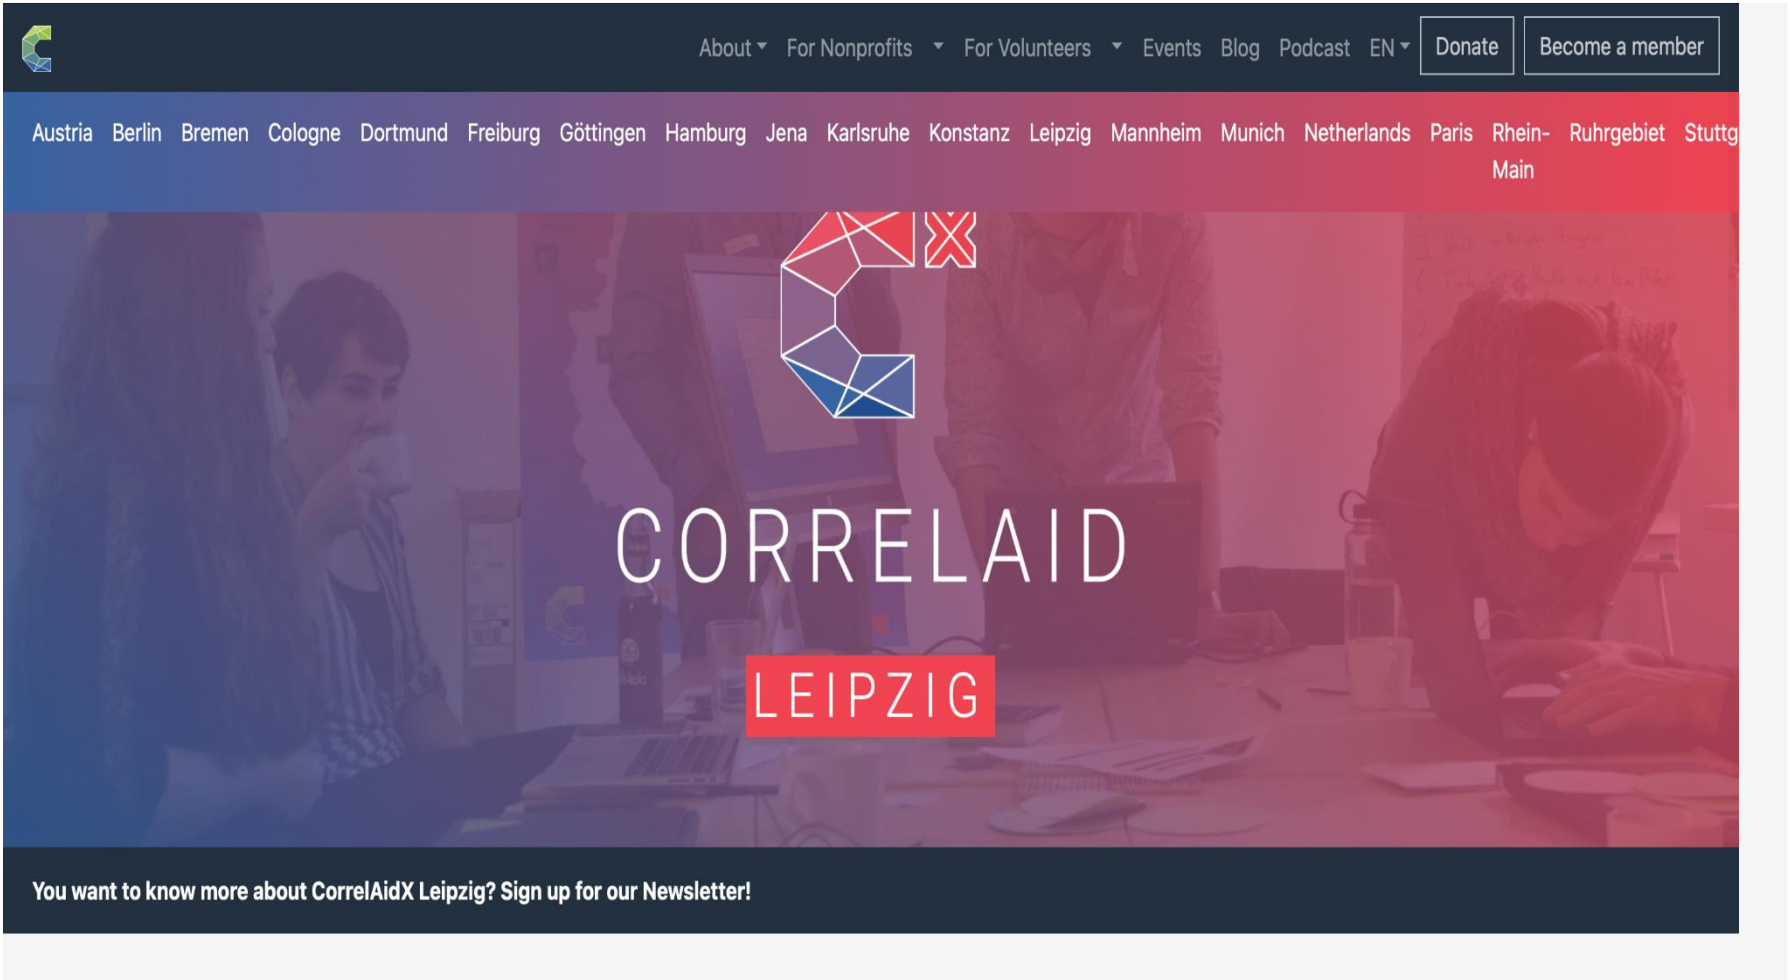 About For Nonprofits For Volunteers Events Blog Podcast EN Donate Become a member
Austria Berlin Bremen Cologne Dortmund Freiburg Göttingen Hamburg Jena Karlsruhe Konstanz Leipzig Mannheim Munich Netherlands Paris Rhein- Ruhrgebiet Stuttg
Main
X
CORRELAID
LEIPZIG
You want to know more about CorrelAidX Leipzig? Sign up for our Newsletter!